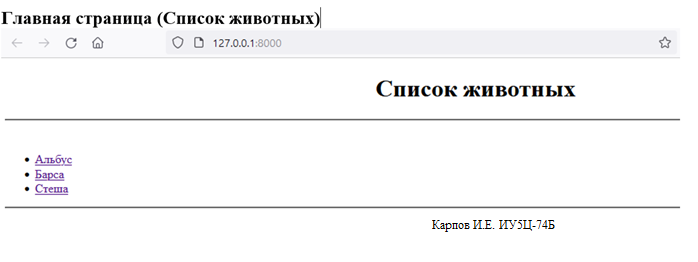 Главная страница (Список животных)
127.0.0.1:8000
Список животных
Альбус
Барса
Стеша
Карпов И.Е. ИУ5Ц-74Б